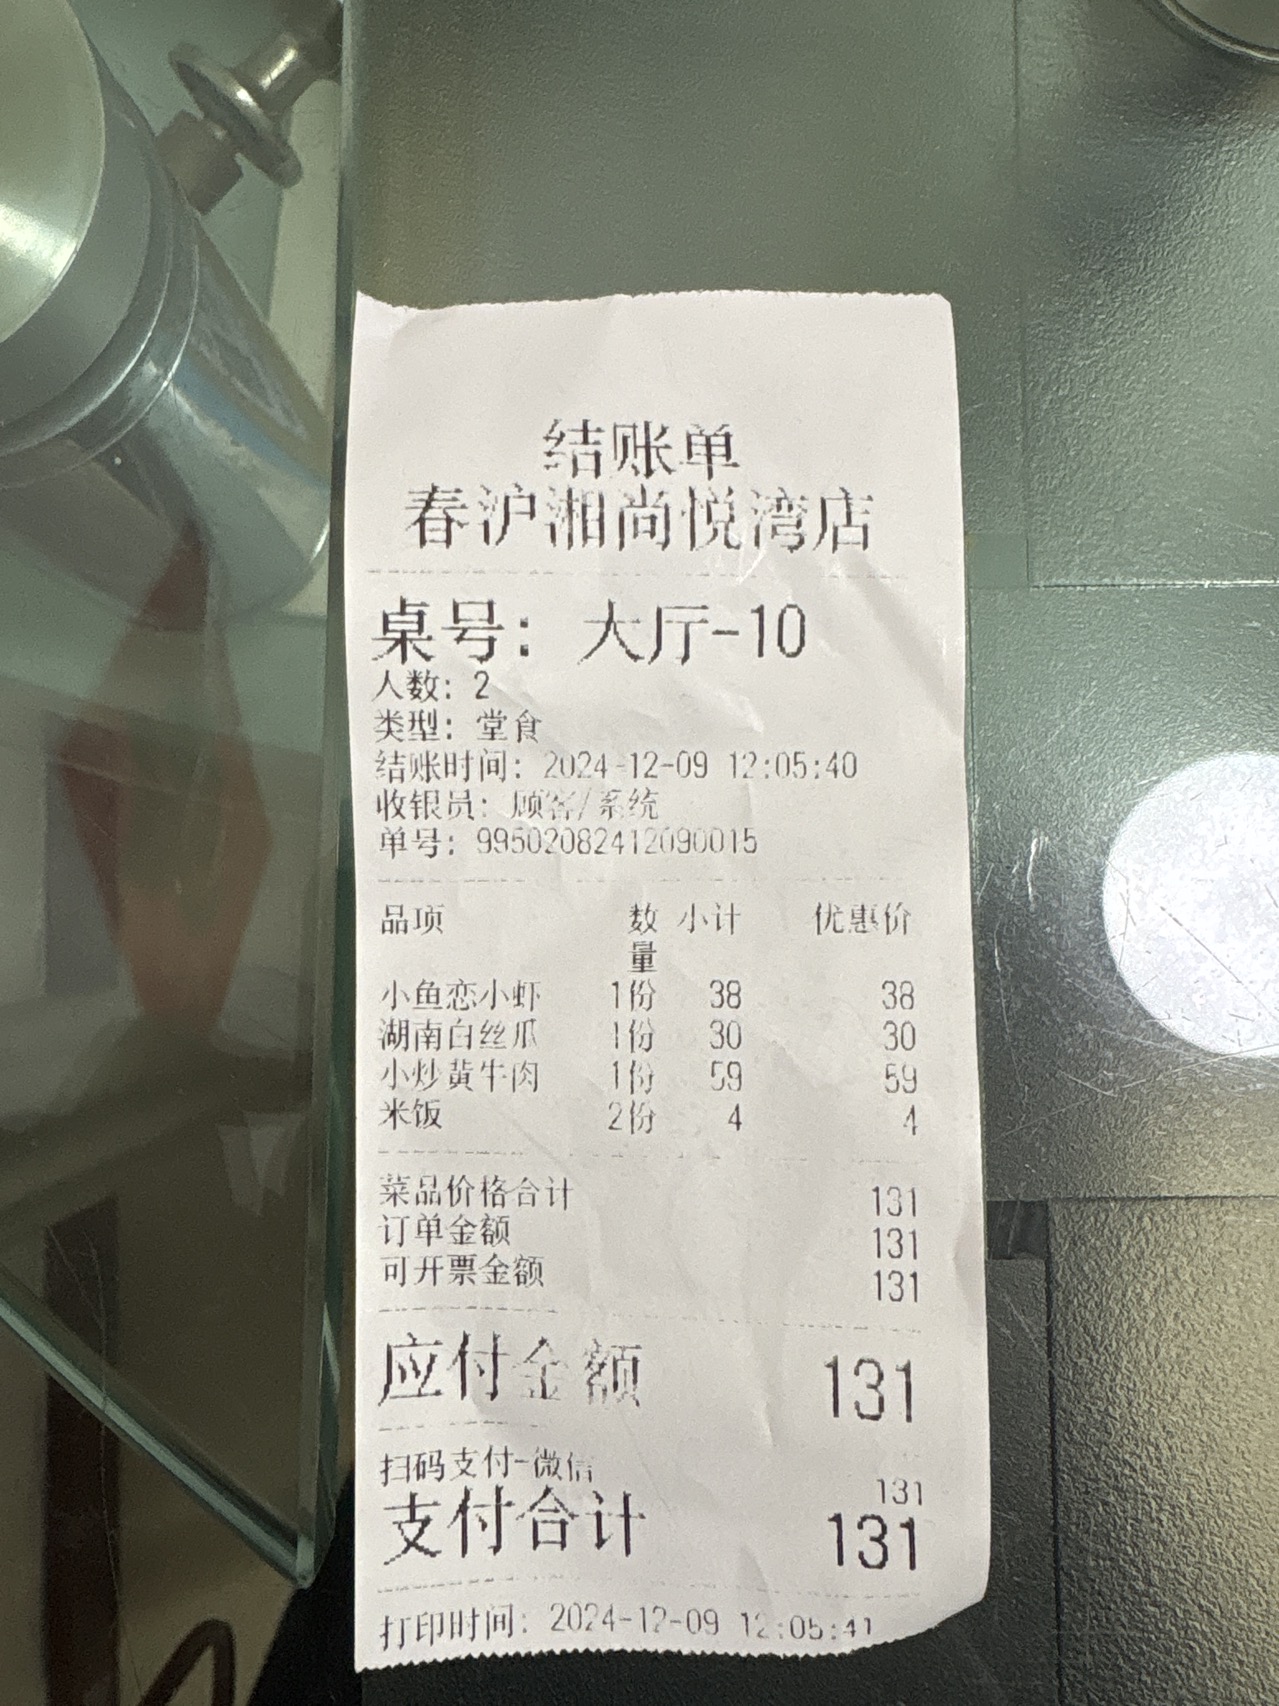 结账单
春沪湘尚悦湾店
桌号：大厅-10
人数：2
类型：堂食
结账时间：2024-12-09 12:05:40
收银员：顾客/系统
单号：99502082412090015
品项 数量 小计 优惠价
小鱼恋小虾 1份 38 38
湖南白丝瓜 1份 30 30
小炒黄牛肉 1份 59 59
米饭 2份 4 4
菜品价格合计 131
订单金额 131
可开票金额 131
应付金额 131
扫码支付-微信 131
支付合计 131
打印时间：2024-12-09 12:05:41